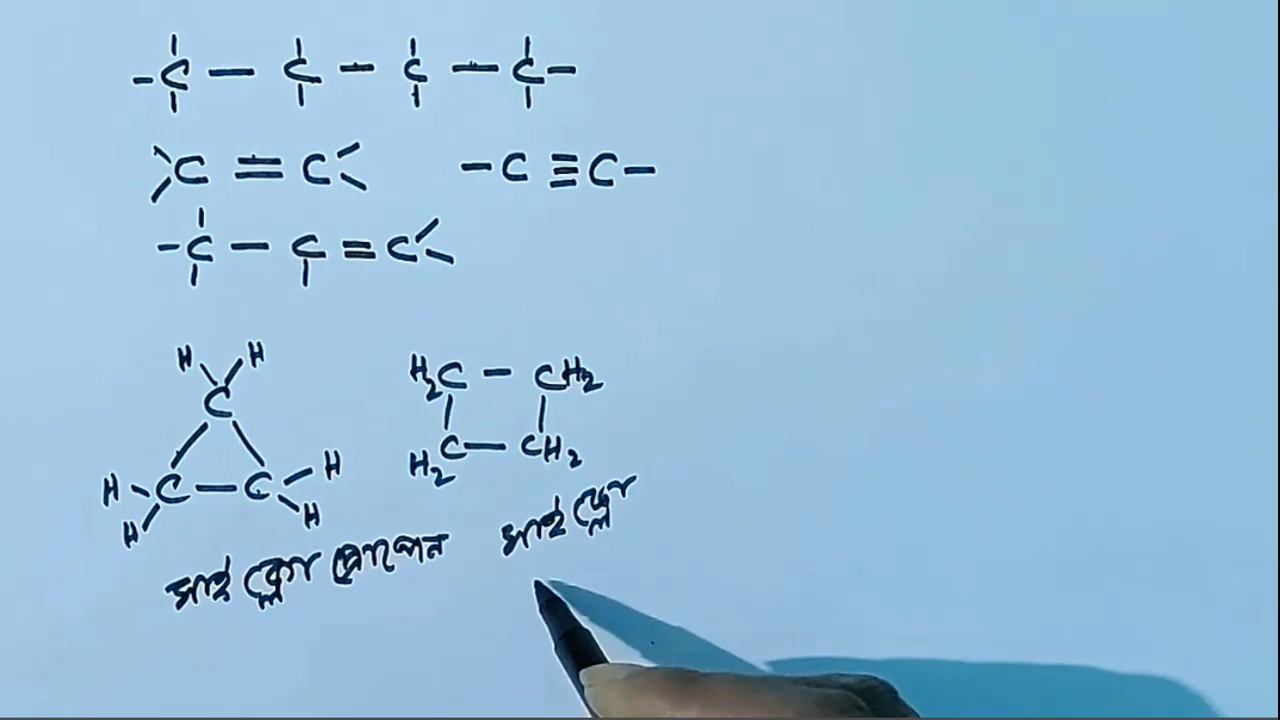 - C - C - C - C -
>C = C< - C ≡ C -
- C - C = C<
H H H₂C - CH₂
C
H₂C - CH₂
H C - C H
H H
সাইক্লো প্রোপেন সাইক্লো